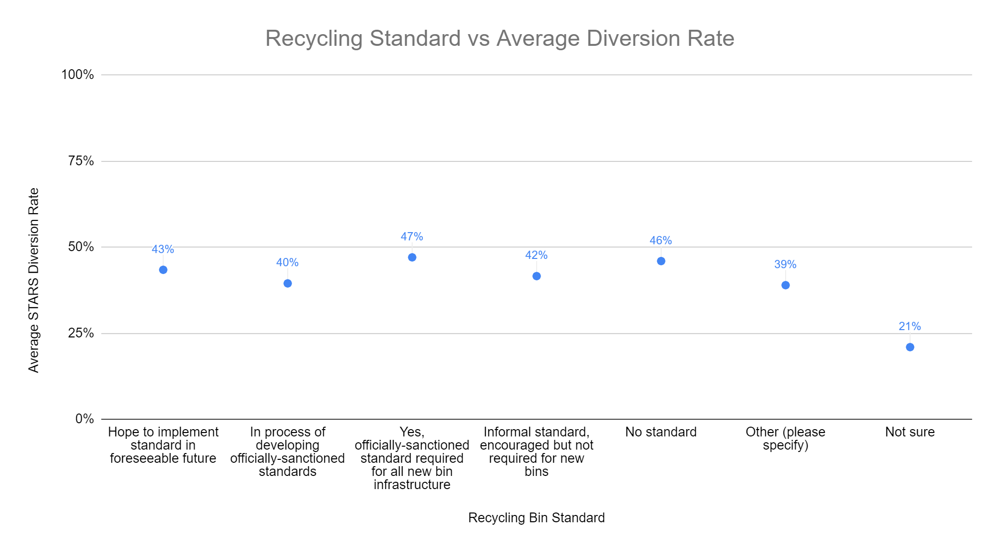 Recycling Standard vs Average Diversion Rate
Average STARS Diversion Rate
100%
75%
50%
25%
0%
43%
40%
47%
42%
46%
39%
21%
Hope to implement
standard in
foreseeable future
In process of
developing
officially-sanctioned
standards
Yes,
officially-sanctioned
standard required
for all new bin
infrastructure
Informal standard,
encouraged but not
required for new
bins
No standard
Other (please
specify)
Not sure
Recycling Bin Standard